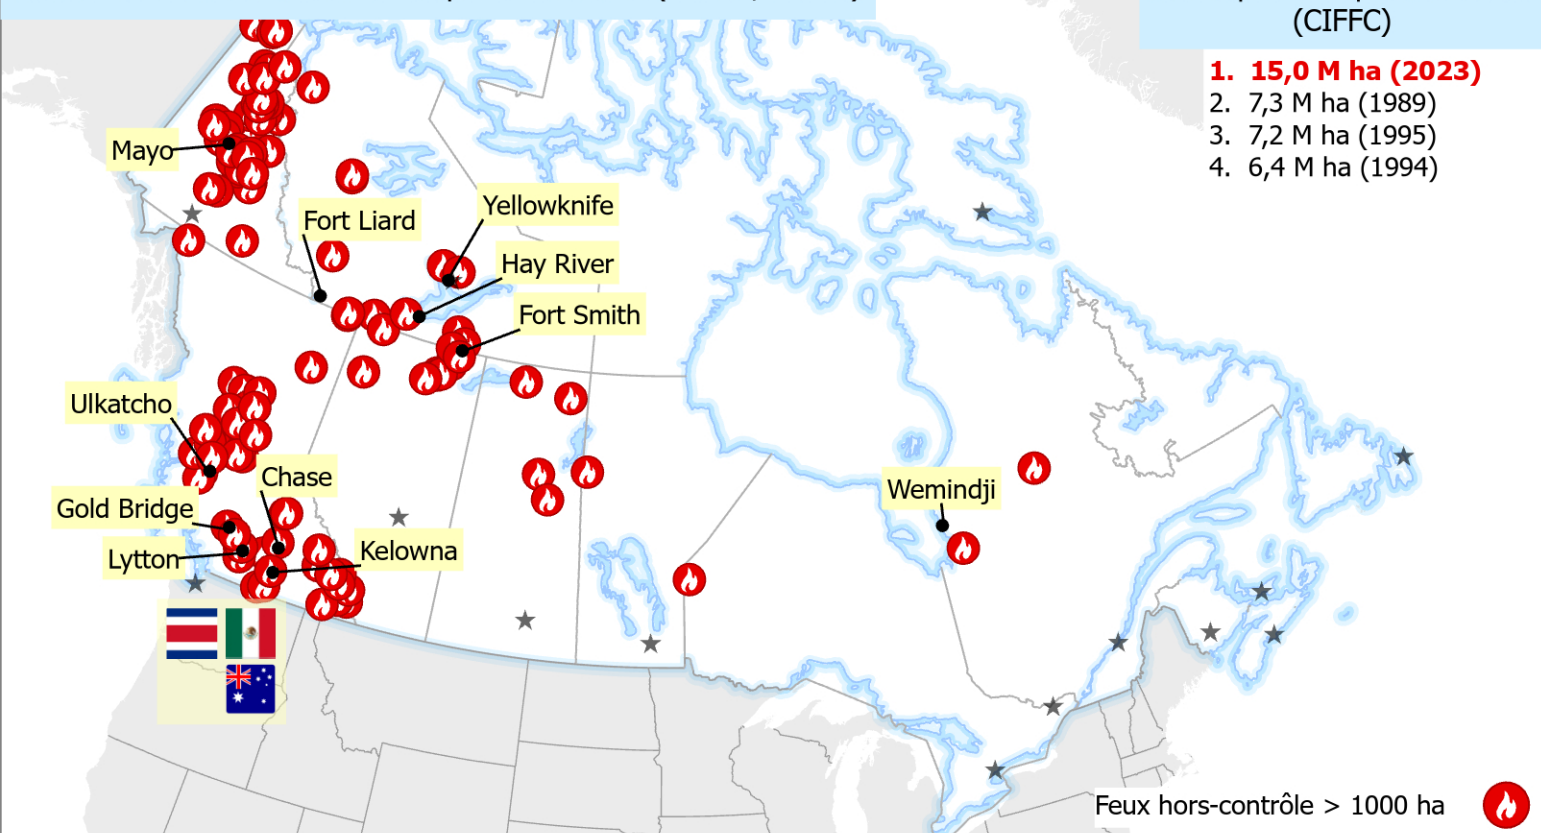 (CIFFC)
1. 15,0 M ha (2023)
2. 7,3 M ha (1989)
3. 7,2 M ha (1995)
4. 6,4 M ha (1994)
Mayo
Fort Liard
Yellowknife
Hay River
Fort Smith
Ulkatcho
Chase
Gold Bridge
Lytton
Kelowna
Wemindji
Feux hors-contrôle > 1000 ha